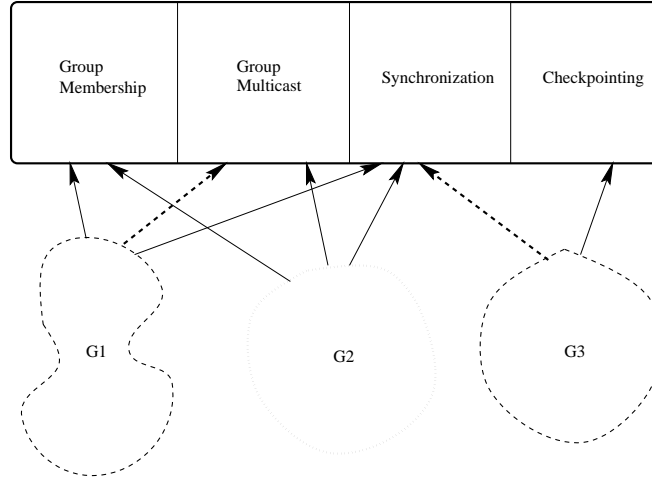 Group
Membership
Group
Multicast
Synchronization
Checkpointing
G1
G2
G3